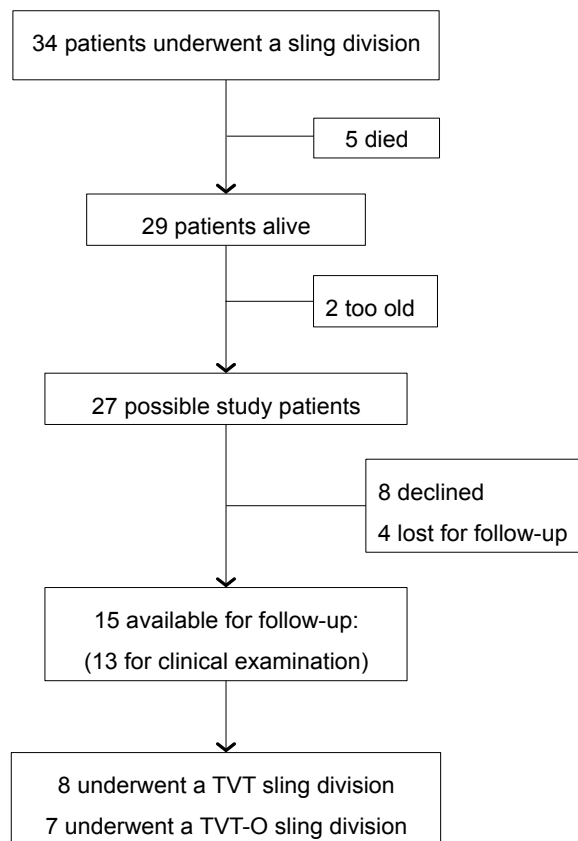 34 patients underwent a sling division
5 died
29 patients alive
2 too old
27 possible study patients
8 declined
4 lost for follow-up
15 available for follow-up:
(13 for clinical examination)
8 underwent a TVT sling division
7 underwent a TVT-O sling division